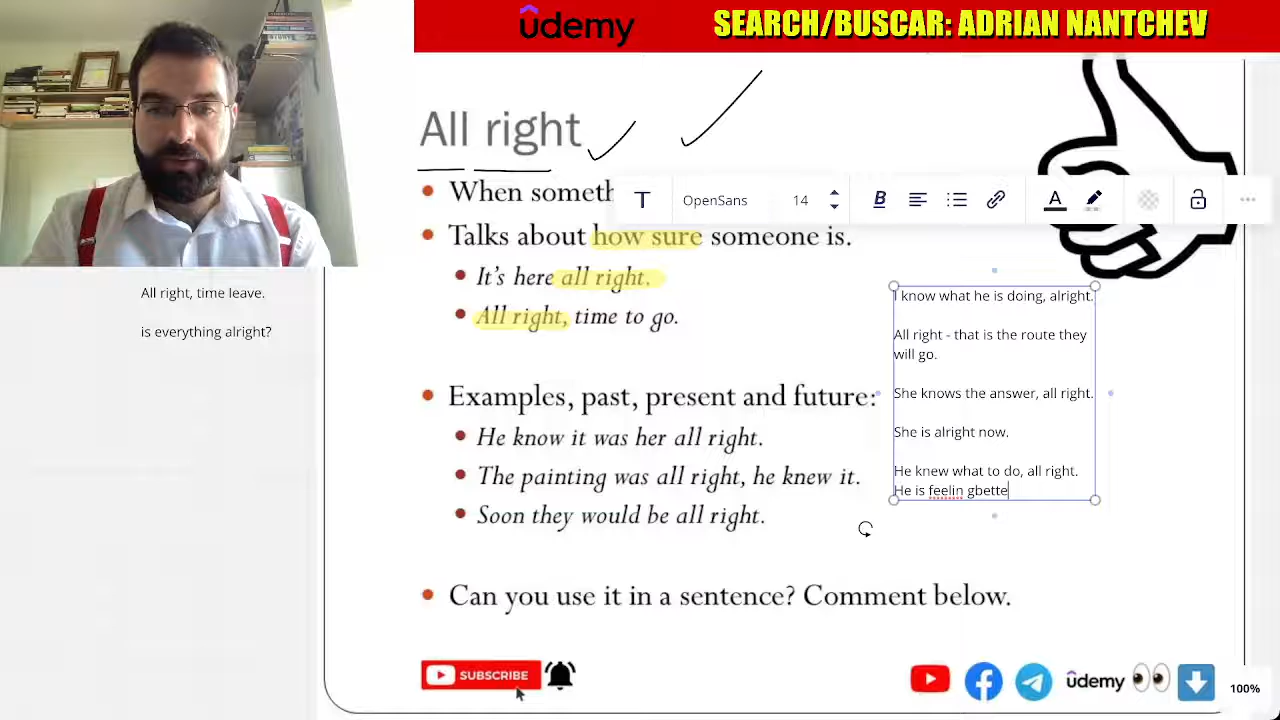 udemy
SEARCH/BUSCAR: ADRIAN NANTCHEV
All right
When someth
OpenSans
14
Talks about how sure someone is.
It's here all right.
All right, time to go.
Examples, past, present and future:
He know it was her all right.
The painting was all right, he knew it.
Soon they would be all right.
Can you use it in a sentence? Comment below.
All right, time leave.
is everything alright?
I know what he is doing, alright.
All right - that is the route they
will go.
She knows the answer, all right.
She is alright now.
He knew what to do, all right.
He is feelin gbette
SUBSCRIBE
udemy
100%